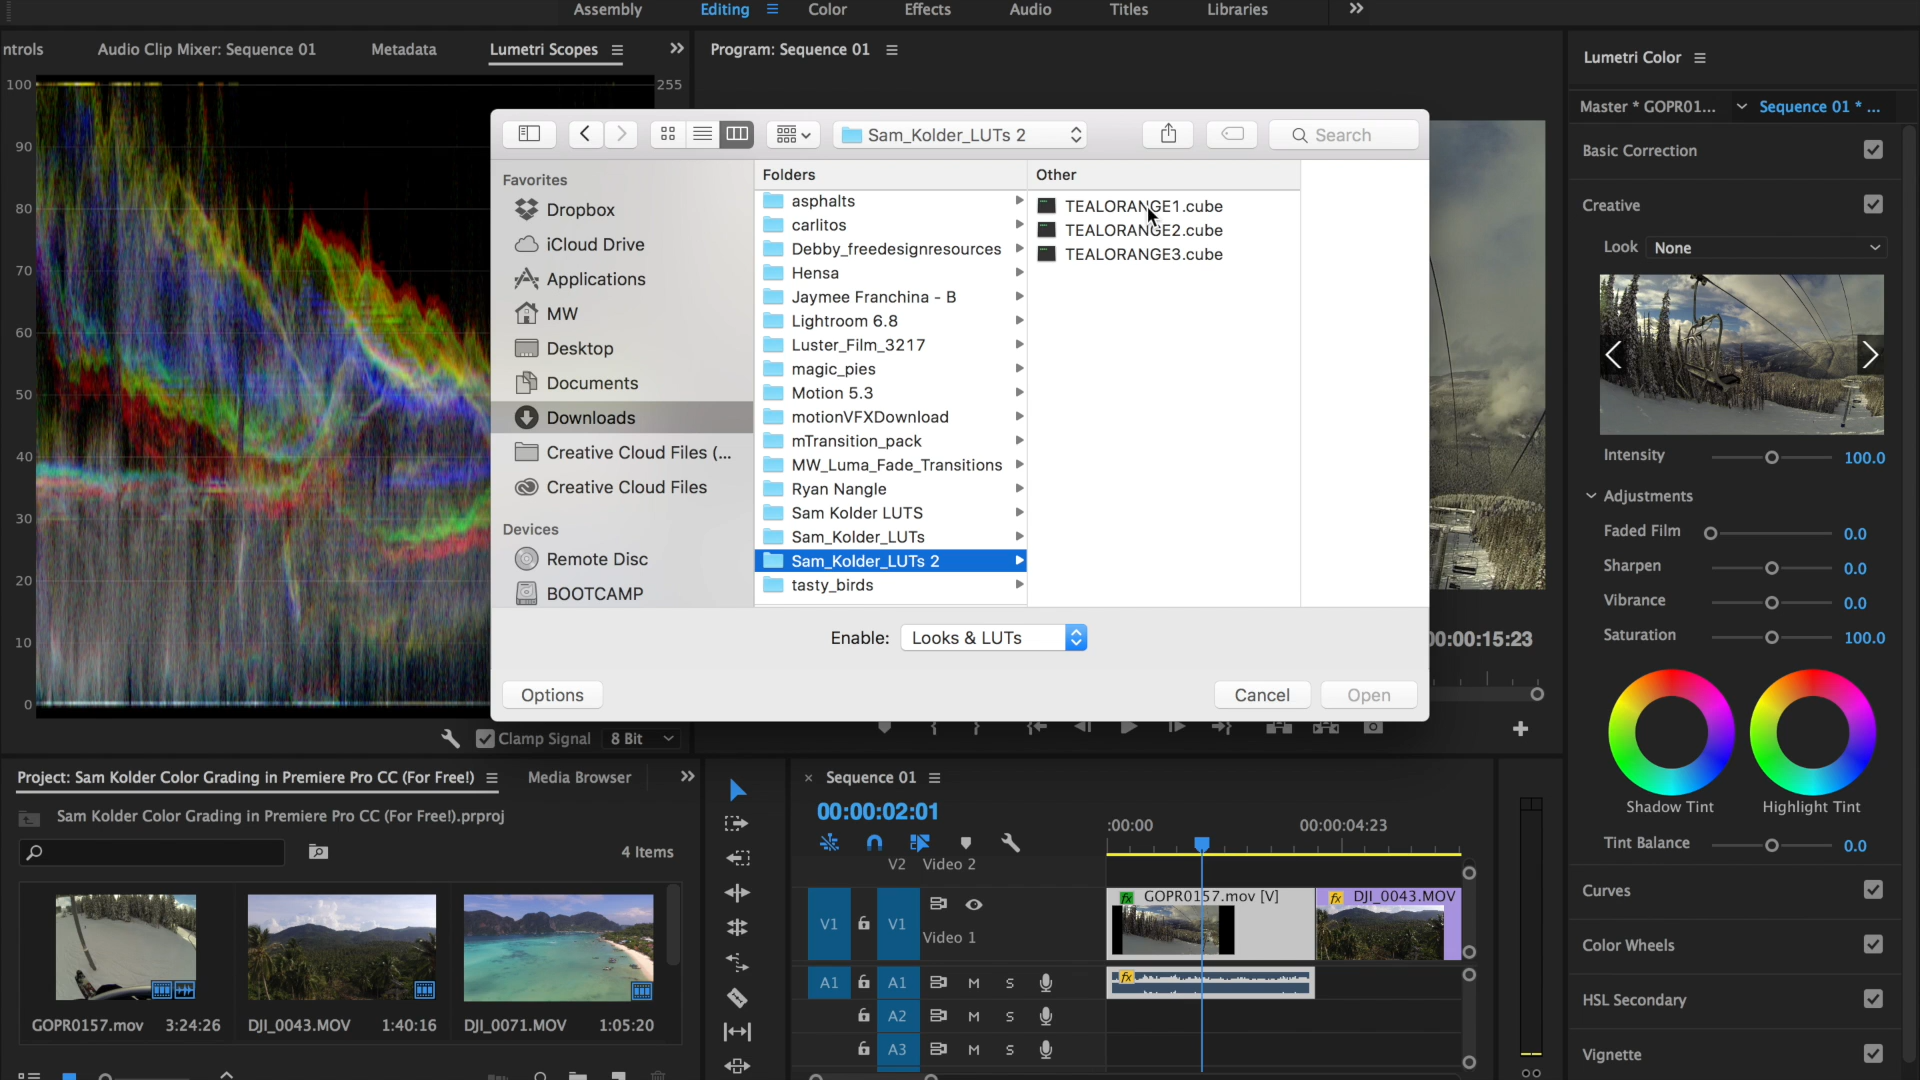 Assembly
Editing
Color
Effects
Audio
Titles
Libraries
ntrols
Audio Clip Mixer: Sequence 01
Metadata
Lumetri Scopes
Program: Sequence 01
100
255
90
80
70
60
50
40
30
20
10
0
Clamp Signal
8 Bit
Sam_Kolder_LUTs 2
Search
Favorites
Dropbox
iCloud Drive
Applications
MW
Desktop
Documents
Downloads
Creative Cloud Files (...
Creative Cloud Files
Devices
Remote Disc
BOOTCAMP
Folders
asphalts
carlitos
Debby_freedesignresources
Hensa
Jaymee Franchina - B
Lightroom 6.8
Luster_Film_3217
magic_pies
Motion 5.3
motionVFXDownload
mTransition_pack
MW_Luma_Fade_Transitions
Ryan Nangle
Sam Kolder LUTS
Sam_Kolder_LUTs
Sam_Kolder_LUTs 2
tasty_birds
Other
TEALORANGE1.cube
TEALORANGE2.cube
TEALORANGE3.cube
Enable: Looks & LUTs
Options
Cancel
Open
00:00:15:23
Lumetri Color
Master * GOPR01...
Sequence 01 * ...
Basic Correction
Creative
Look None
Intensity 100.0
Adjustments
Faded Film 0.0
Sharpen 0.0
Vibrance 0.0
Saturation 100.0
Shadow Tint
Highlight Tint
Tint Balance 0.0
Curves
Color Wheels
HSL Secondary
Vignette
Project: Sam Kolder Color Grading in Premiere Pro CC (For Free!)
Media Browser
Sam Kolder Color Grading in Premiere Pro CC (For Free!).prproj
4 Items
GOPR0157.mov 3:24:26
DJI_0043.MOV 1:40:16
DJI_0071.MOV 1:05:20
× Sequence 01
00:00:02:01
:00:00
00:00:04:23
V2 Video 2
V1 V1
Video 1
fx GOPR0157.mov [V]
fx DJI_0043.MOV
A1 A1 M S
fx
A2 M S
A3 M S